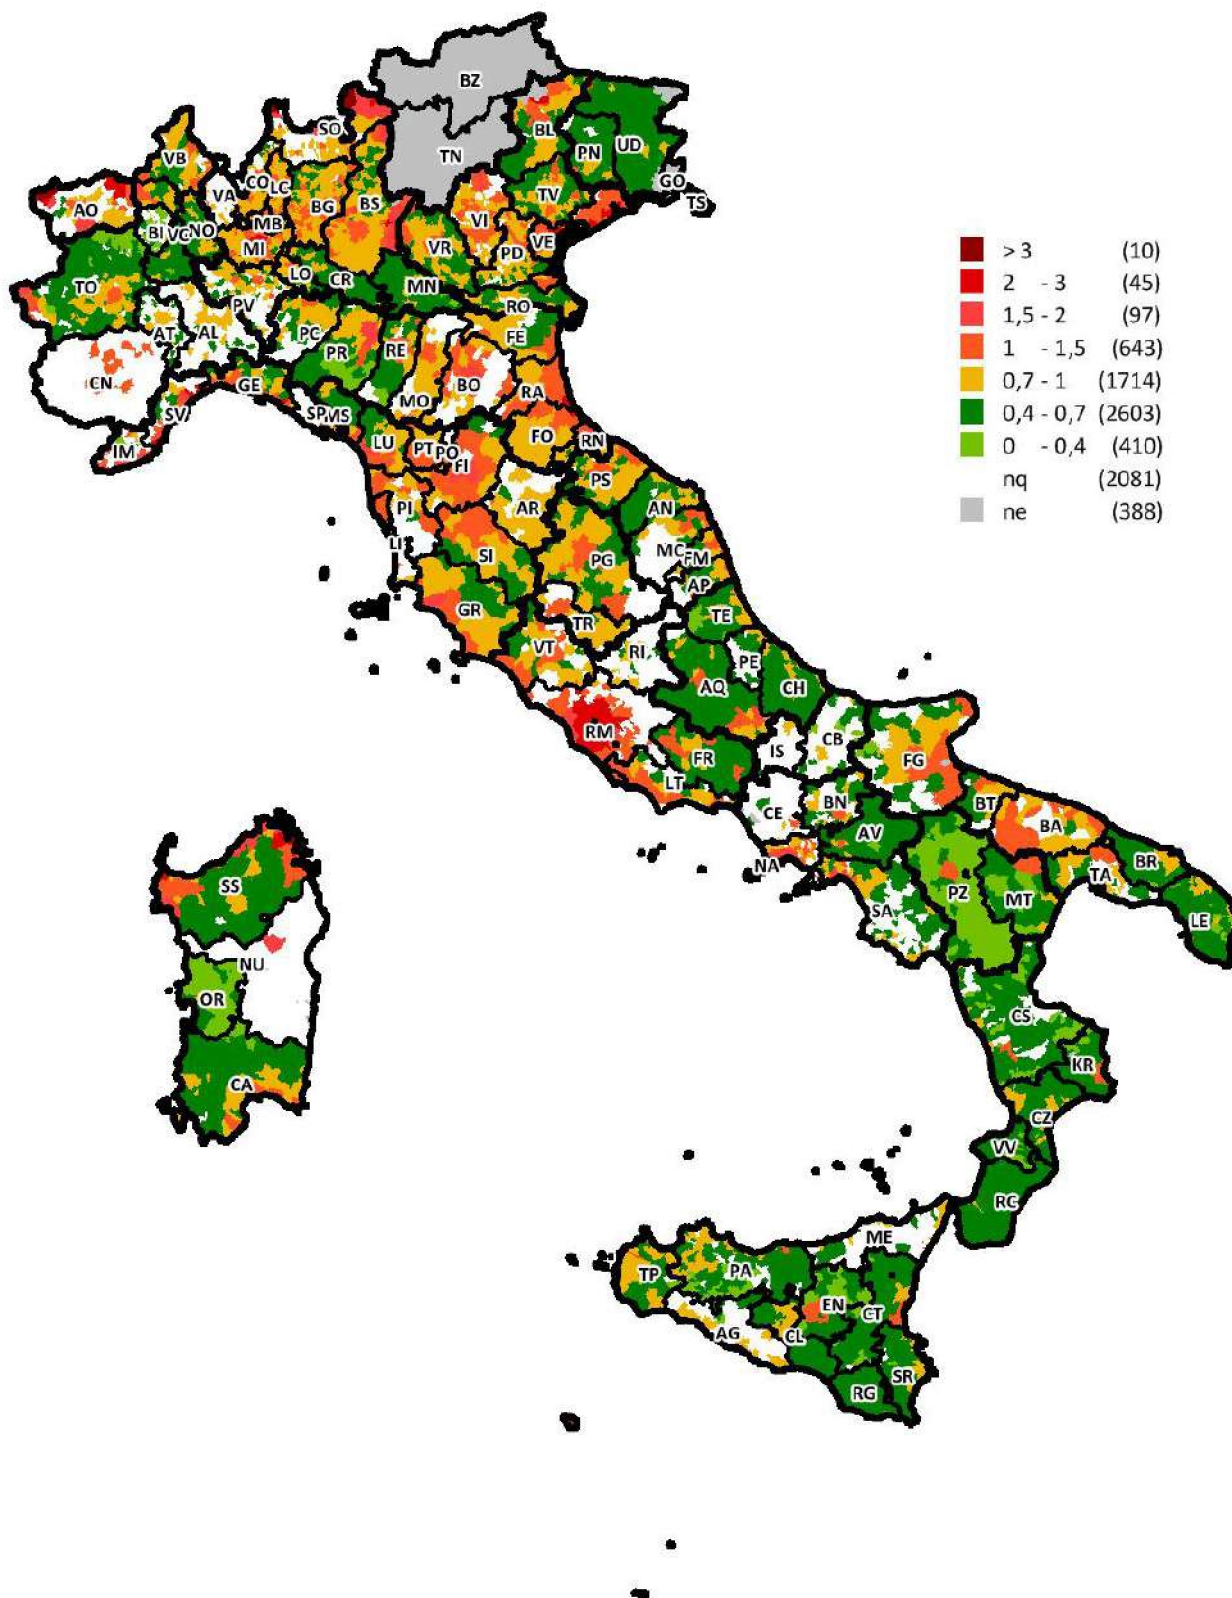 BZ
SO
BL
PN
UD
TN
VB
GO
TS
CO
LC
VA
TV
AO
BG
BS
VI
BI
VC
NO
MB
MI
VR
PD
VE
LO
CR
TO
MN
PV
RO
AT
AL
PC
FE
PR
RE
CN
GE
BO
MO
RA
SV
SP
MS
IM
LU
PT
PO
FI
FO
RN
PS
PI
AR
AN
LI
SI
PG
MC
FM
AP
GR
TE
TR
VT
RI
PE
AQ
CH
RM
CB
IS
FR
FG
LT
CE
BN
BT
BA
AV
NA
BR
TA
SS
PZ
MT
SA
LE
NU
OR
CS
KR
CA
CZ
VV
RC
ME
TP
PA
EN
CT
AG
CL
SR
RG
> 3 (10)
2 - 3 (45)
1,5 - 2 (97)
1 - 1,5 (643)
0,7 - 1 (1714)
0,4 - 0,7 (2603)
0 - 0,4 (410)
nq (2081)
ne (388)